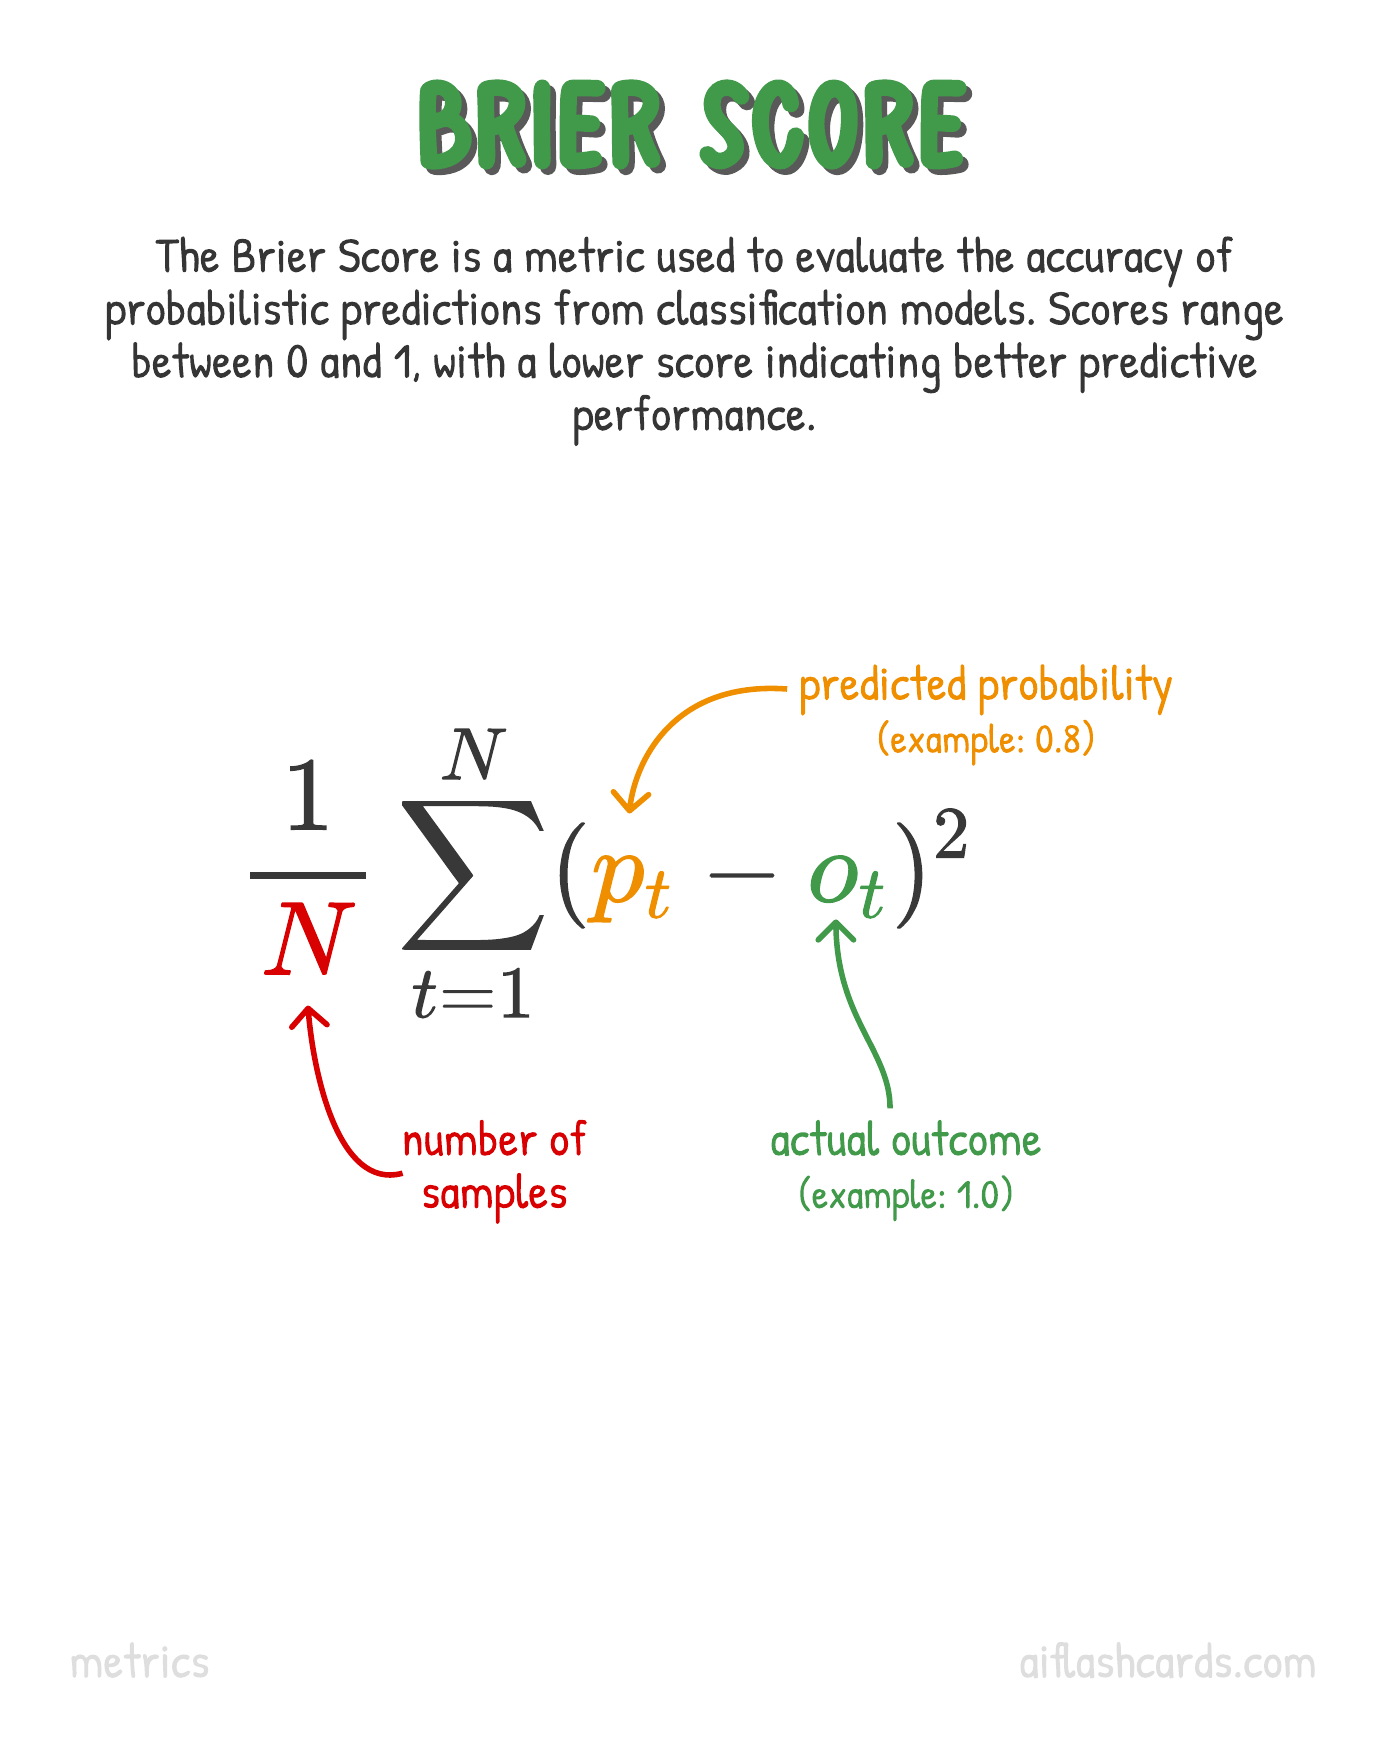 BRIER SCORE
The Brier Score is a metric used to evaluate the accuracy of
probabilistic predictions from classification models. Scores range
between 0 and 1, with a lower score indicating better predictive
performance.
predicted probability
(example: 0.8)
1/N ∑_{t=1}^{N} (p_t − o_t)^2
number of
samples
actual outcome
(example: 1.0)
metrics
aiflashcards.com